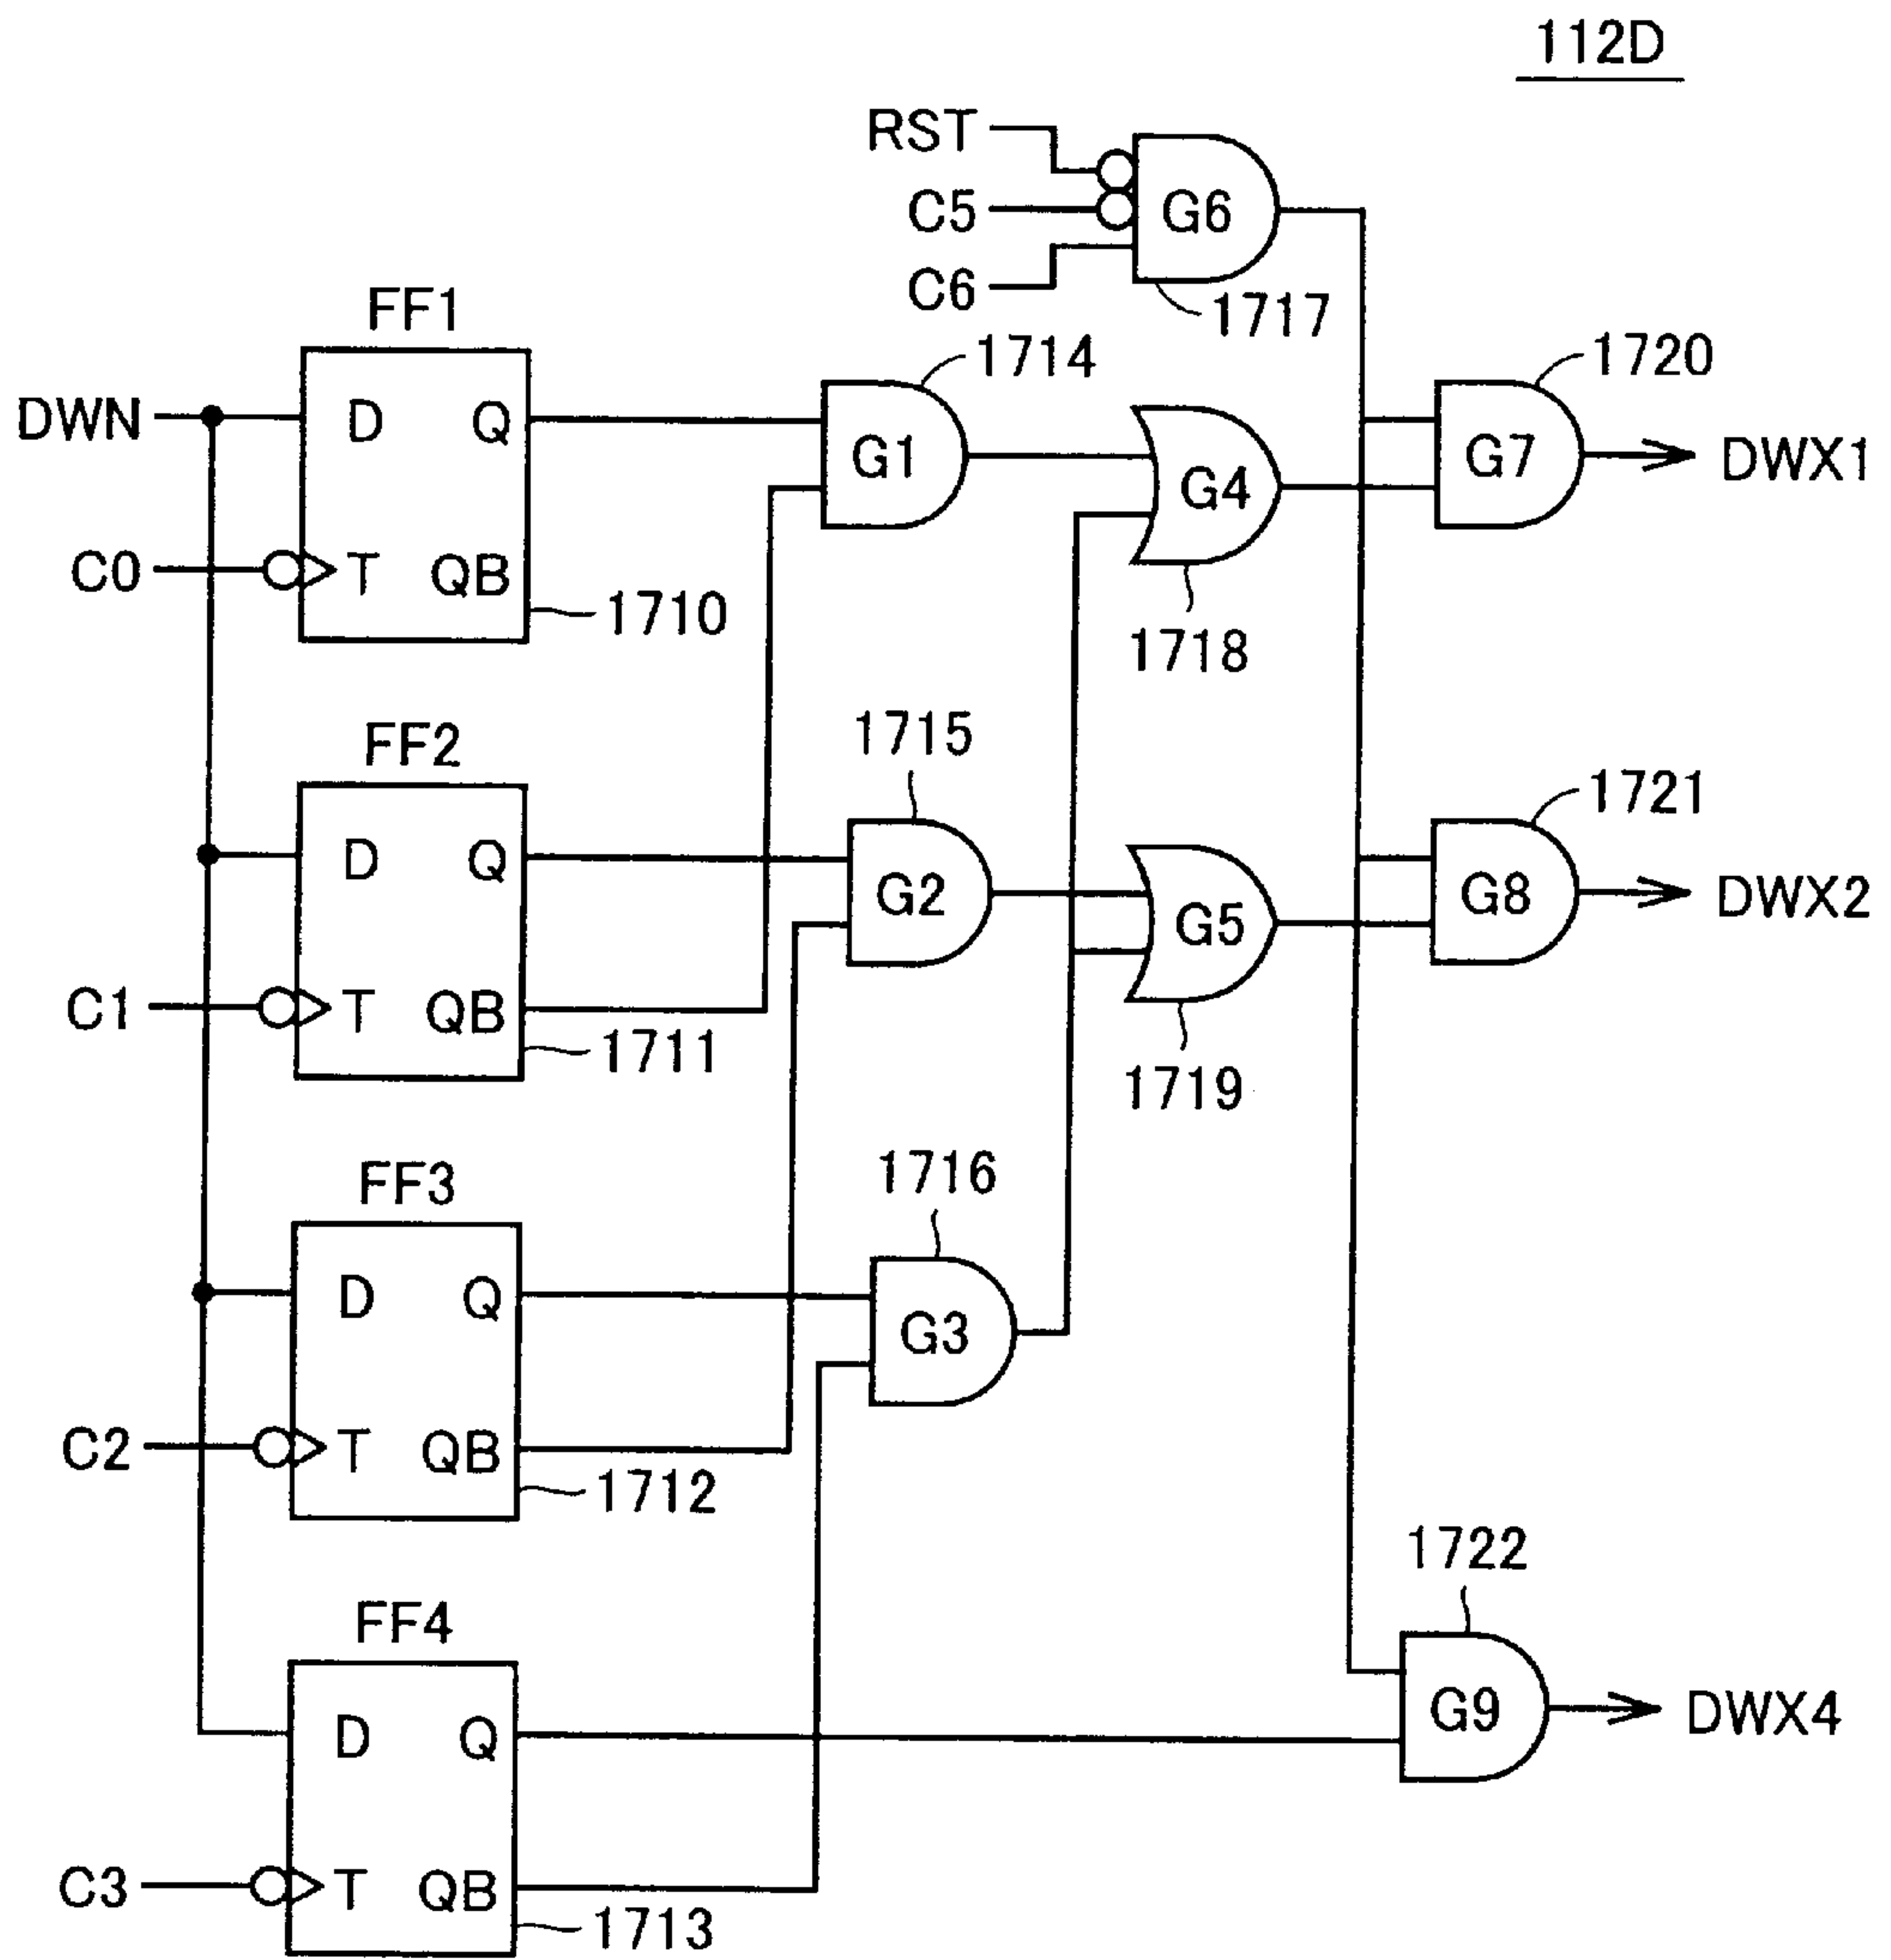 112D
RST
C5
C6
G6
1717
FF1
DWN
D
Q
C0
T
QB
1710
1714
G1
G4
1718
1720
G7
DWX1
FF2
D
Q
C1
T
QB
1711
1715
G2
G5
1719
1721
G8
DWX2
FF3
D
Q
C2
T
QB
1712
1716
G3
FF4
D
Q
C3
T
QB
1713
1722
G9
DWX4